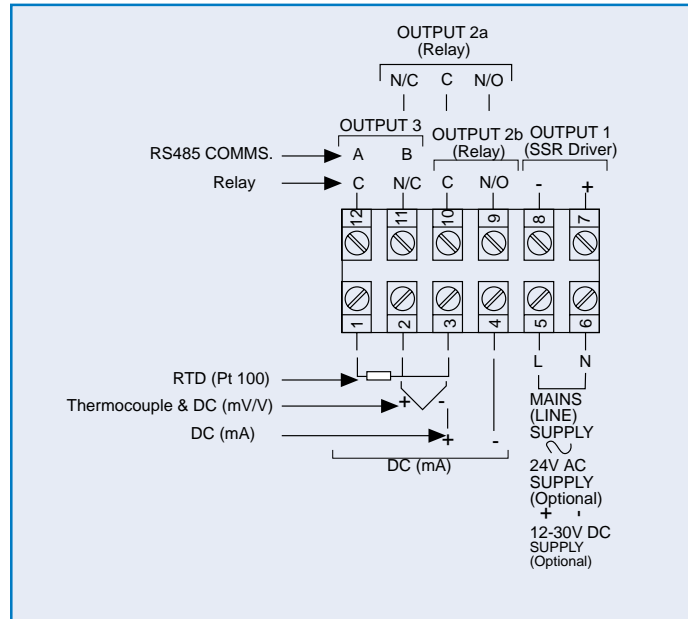 OUTPUT 2a
(Relay)
N/C C N/O
OUTPUT 3
OUTPUT 2b
(Relay)
OUTPUT 1
(SSR Driver)
RS485 COMMS. A B
Relay C N/C C N/O - +
12 11 10 9 8 7
1 2 3 4 5 6
L N
RTD (Pt 100)
Thermocouple & DC (mV/V) + -
DC (mA) + -
DC (mA)
MAINS
(LINE)
SUPPLY
24V AC
SUPPLY
(Optional)
+ -
12-30V DC
SUPPLY
(Optional)